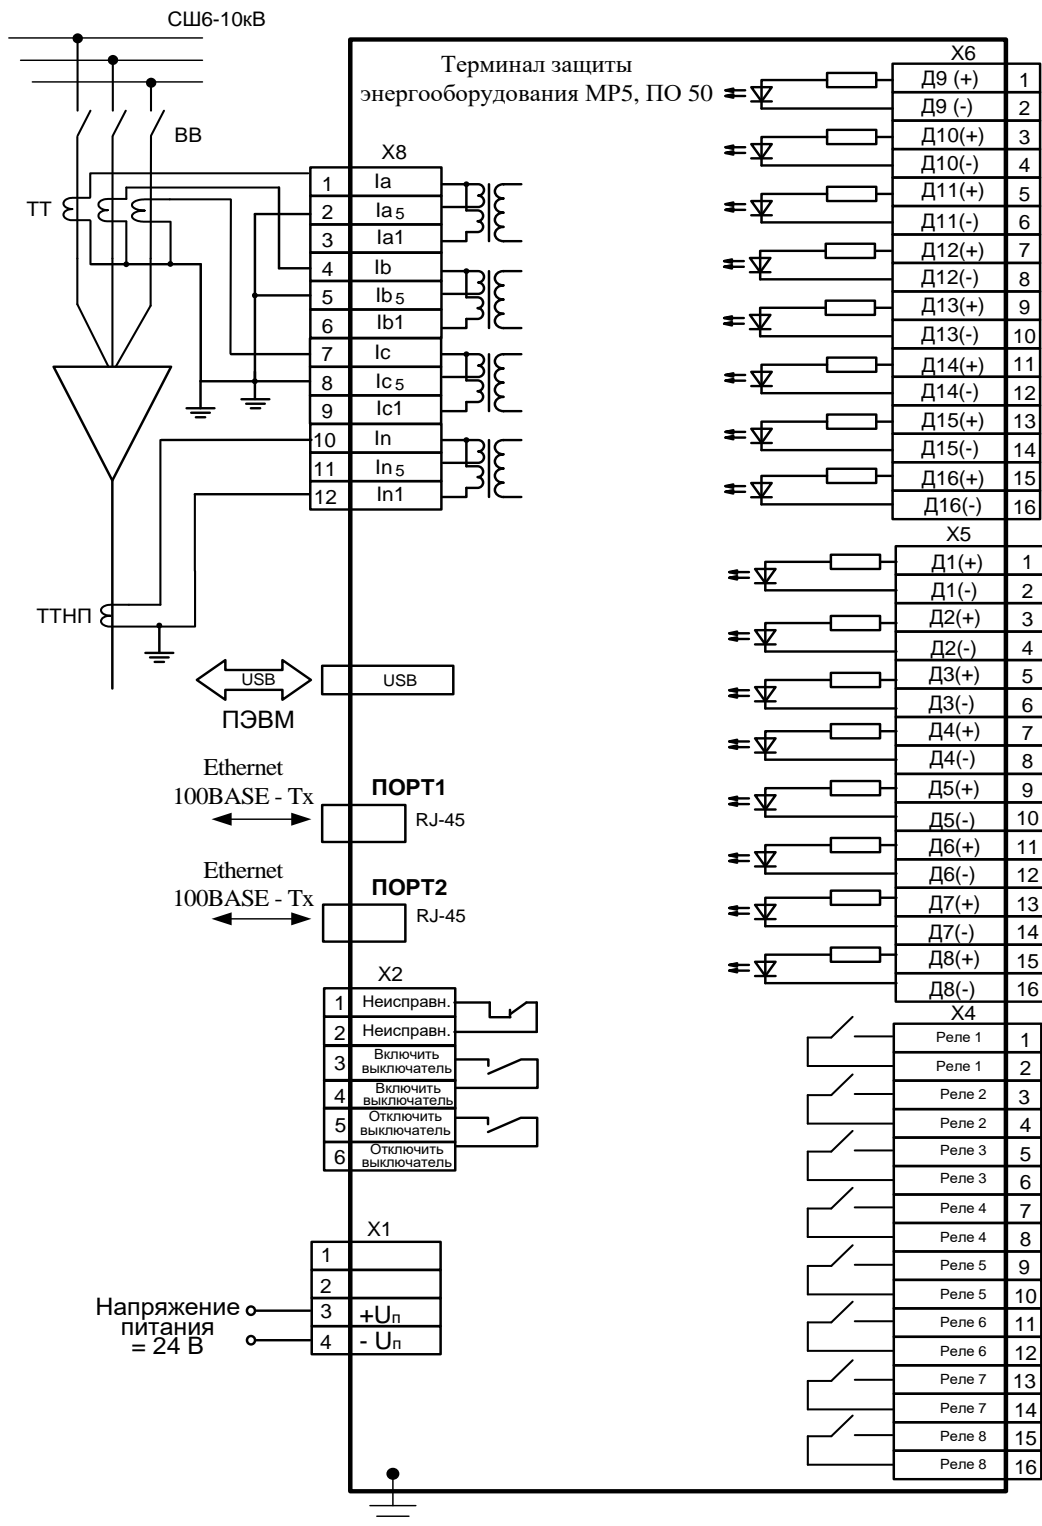 СШ6-10кВ
Терминал защиты
энергооборудования МР5, ПО 50
ВВ
ТТ
X8
1 Ia
2 Ia5
3 Ia1
4 Ib
5 Ib5
6 Ib1
7 Ic
8 Ic5
9 Ic1
10 In
11 In5
12 In1
ТТНП
USB
USB
ПЭВМ
Ethernet
100BASE - Tx
ПОРТ1
RJ-45
Ethernet
100BASE - Tx
ПОРТ2
RJ-45
X2
1 Неисправн.
2 Неисправн.
3 Включить
выключатель
4 Включить
выключатель
5 Отключить
выключатель
6 Отключить
выключатель
X1
1
2
3 +Uп
4 - Uп
Напряжение
питания
= 24 В
X6
Д9 (+) 1
Д9 (-) 2
Д10(+) 3
Д10(-) 4
Д11(+) 5
Д11(-) 6
Д12(+) 7
Д12(-) 8
Д13(+) 9
Д13(-) 10
Д14(+) 11
Д14(-) 12
Д15(+) 13
Д15(-) 14
Д16(+) 15
Д16(-) 16
X5
Д1(+) 1
Д1(-) 2
Д2(+) 3
Д2(-) 4
Д3(+) 5
Д3(-) 6
Д4(+) 7
Д4(-) 8
Д5(+) 9
Д5(-) 10
Д6(+) 11
Д6(-) 12
Д7(+) 13
Д7(-) 14
Д8(+) 15
Д8(-) 16
X4
Реле 1 1
Реле 1 2
Реле 2 3
Реле 2 4
Реле 3 5
Реле 3 6
Реле 4 7
Реле 4 8
Реле 5 9
Реле 5 10
Реле 6 11
Реле 6 12
Реле 7 13
Реле 7 14
Реле 8 15
Реле 8 16